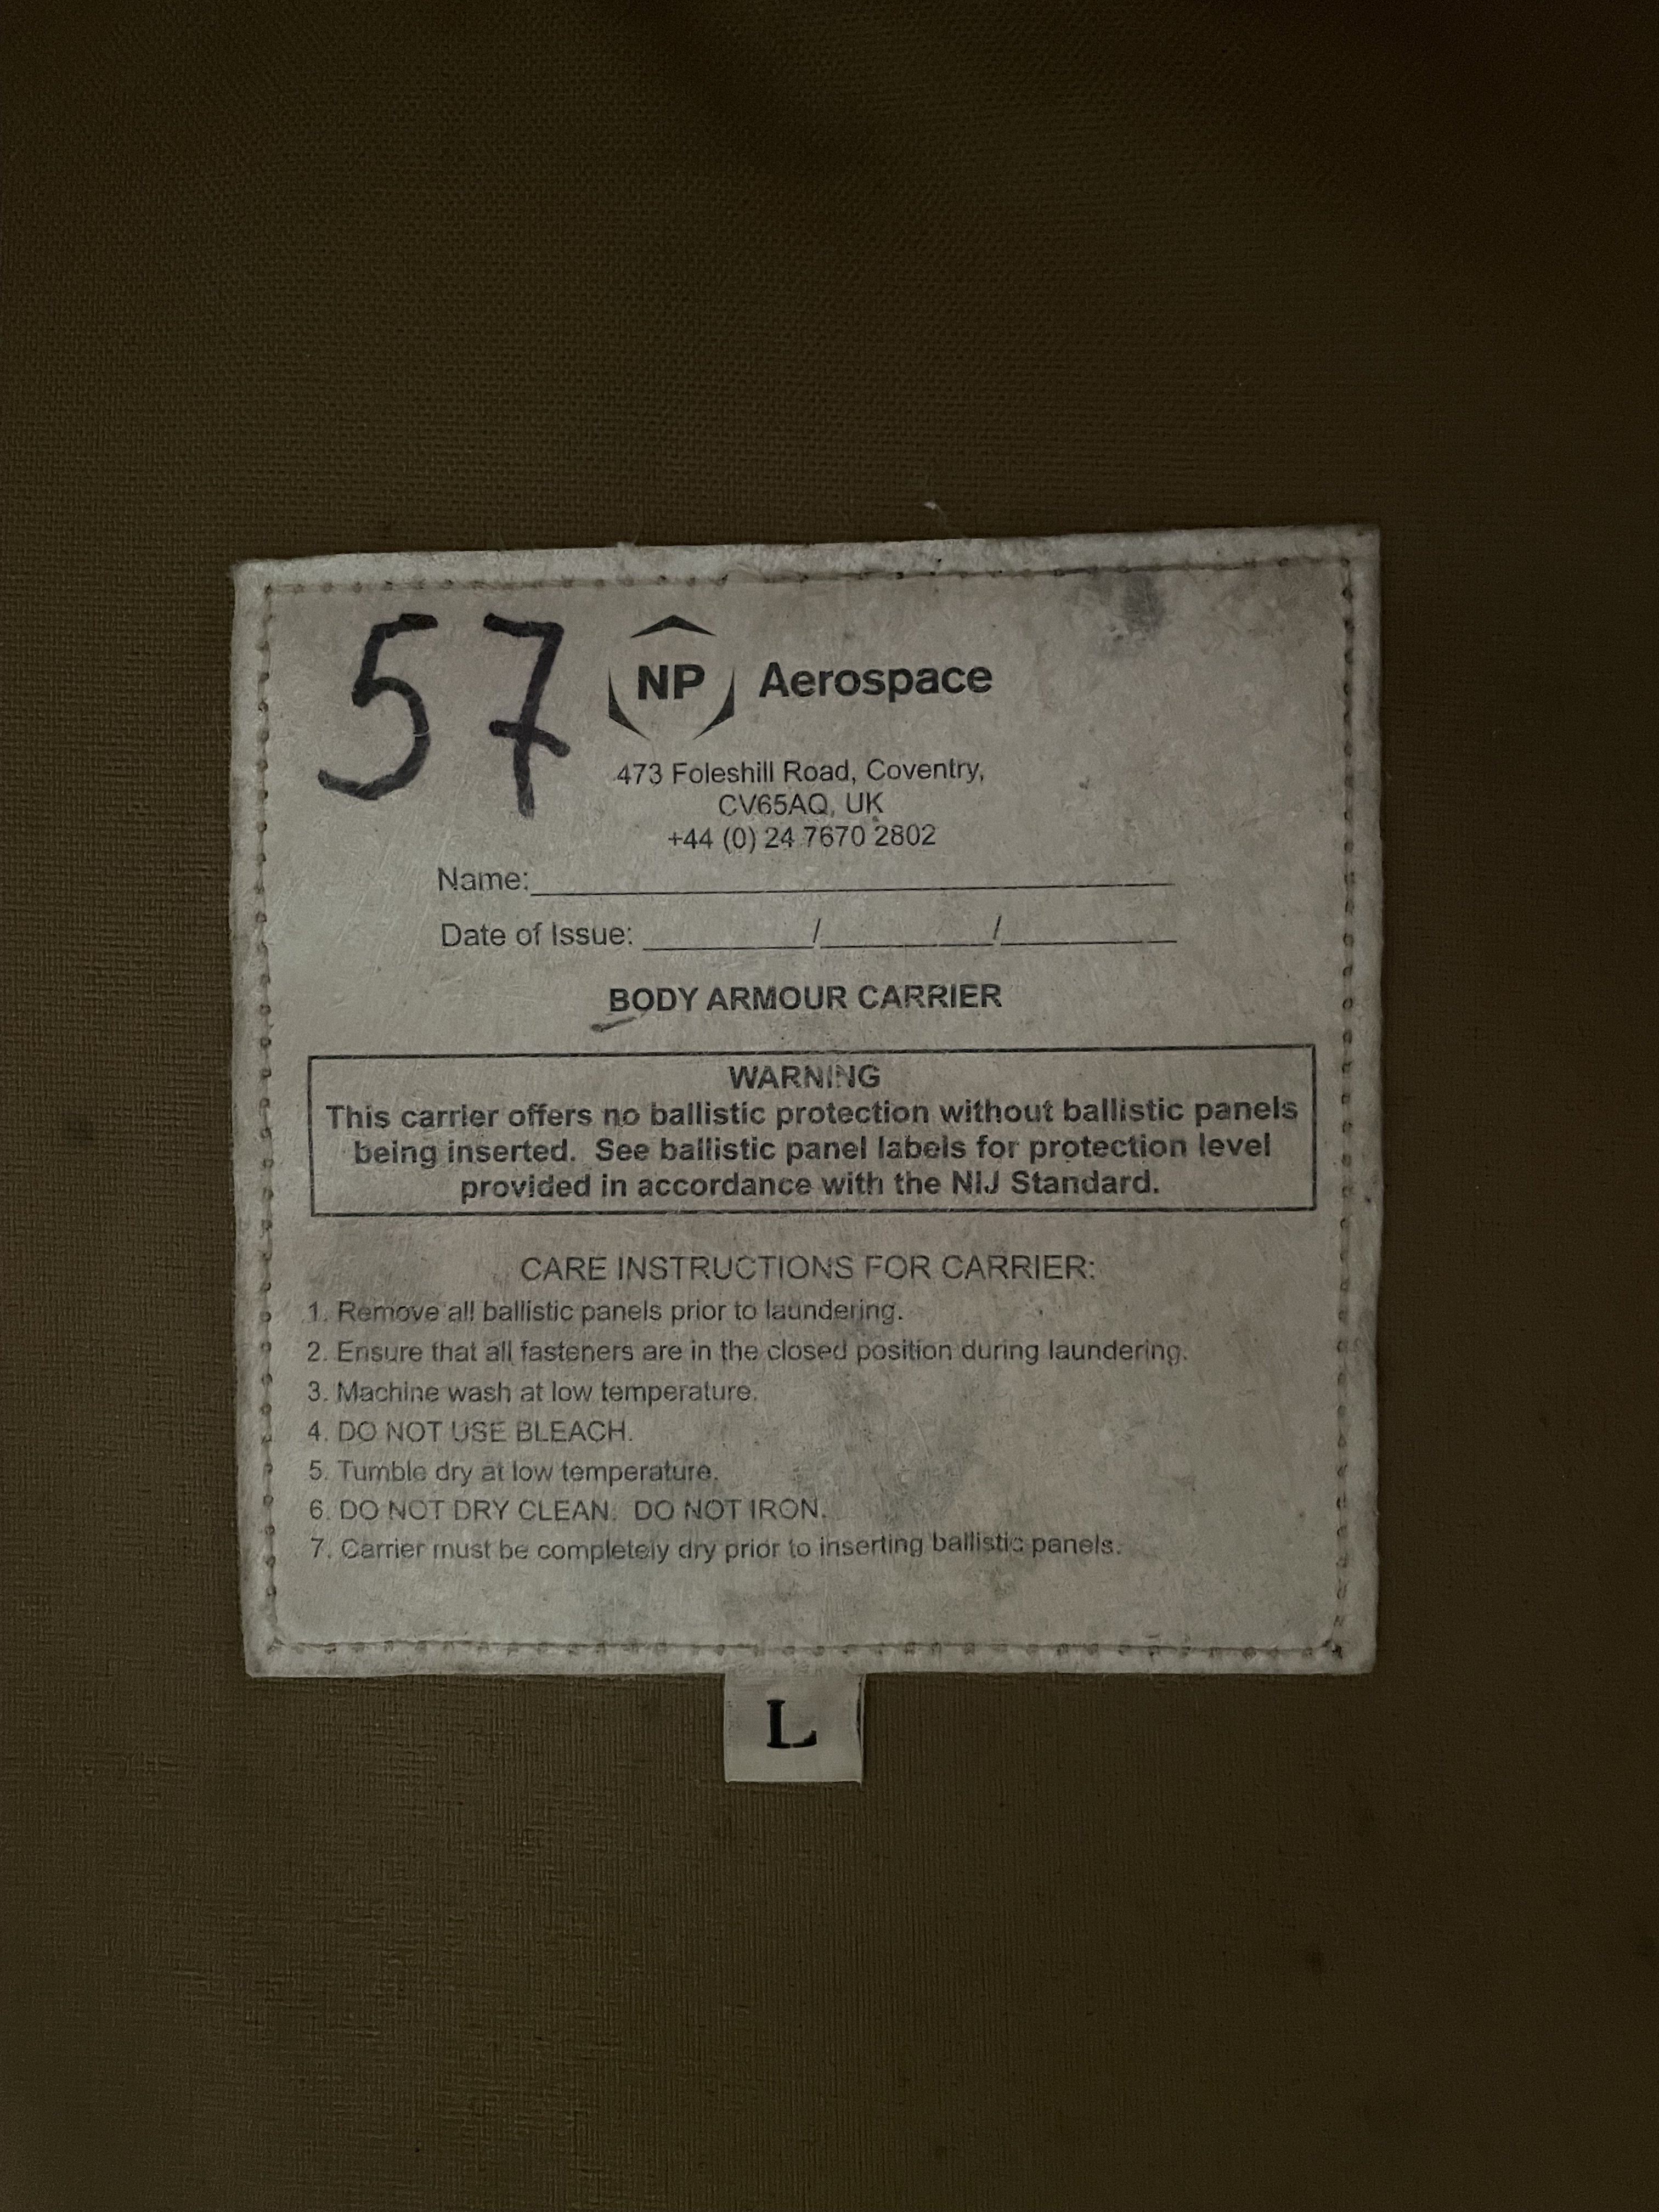 57
NP Aerospace
473 Foleshill Road, Coventry,
CV65AQ, UK
+44 (0) 24 7670 2802
Name:
Date of Issue: / /
BODY ARMOUR CARRIER
WARNING
This carrier offers no ballistic protection without ballistic panels
being inserted. See ballistic panel labels for protection level
provided in accordance with the NIJ Standard.
CARE INSTRUCTIONS FOR CARRIER:
1. Remove all ballistic panels prior to laundering.
2. Ensure that all fasteners are in the closed position during laundering.
3. Machine wash at low temperature.
4. DO NOT USE BLEACH.
5. Tumble dry at low temperature.
6. DO NOT DRY CLEAN. DO NOT IRON.
7. Carrier must be completely dry prior to inserting ballistic panels.
L